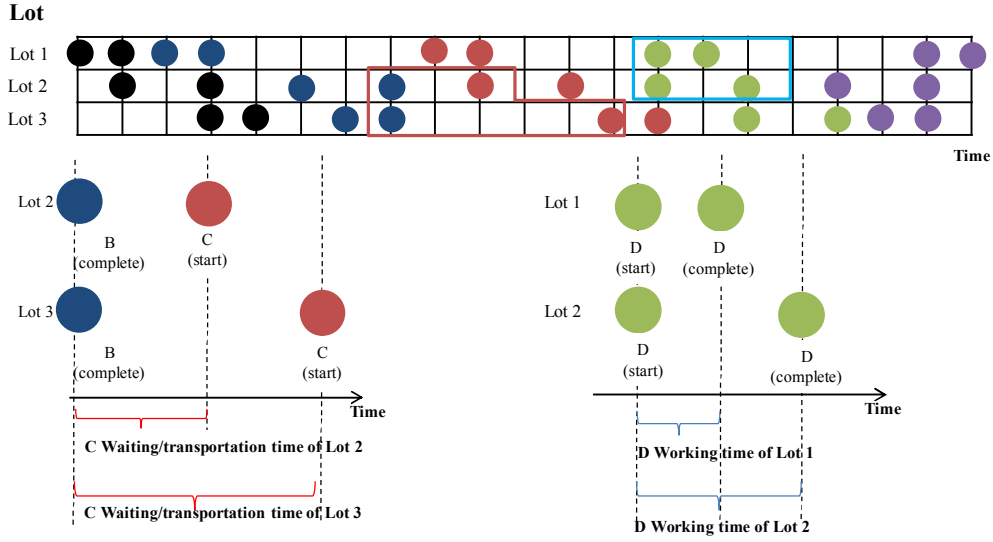 Lot
Lot 1
Lot 2
Lot 3
Time
Lot 2
B
(complete)
C
(start)
Lot 3
B
(complete)
C
(start)
Time
C Waiting/transportation time of Lot 2
C Waiting/transportation time of Lot 3
Lot 1
D
(start)
D
(complete)
Lot 2
D
(start)
D
(complete)
Time
D Working time of Lot 1
D Working time of Lot 2